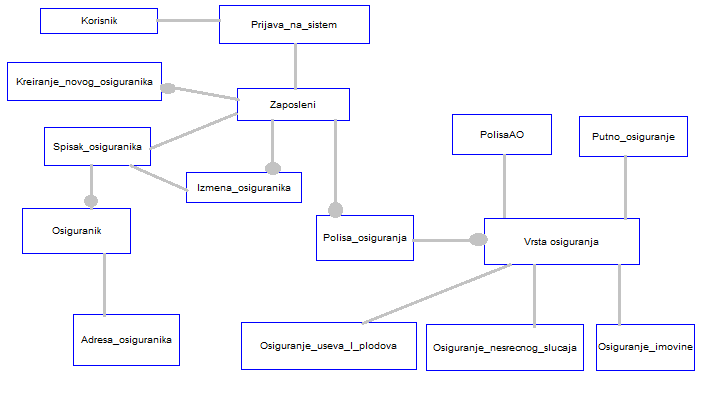 Korisnik
Prijava_na_sistem
Kreiranje_novog_osiguranika
Zaposleni
PolisaAO
Putno_osiguranje
Spisak_osiguranika
Izmena_osiguranika
Osiguranik
Polisa_osiguranja
Vrsta osiguranja
Adresa_osiguranika
Osiguranje_useva_I_plodova
Osiguranje_nesrecnog_slucaja
Osiguranje_imovine